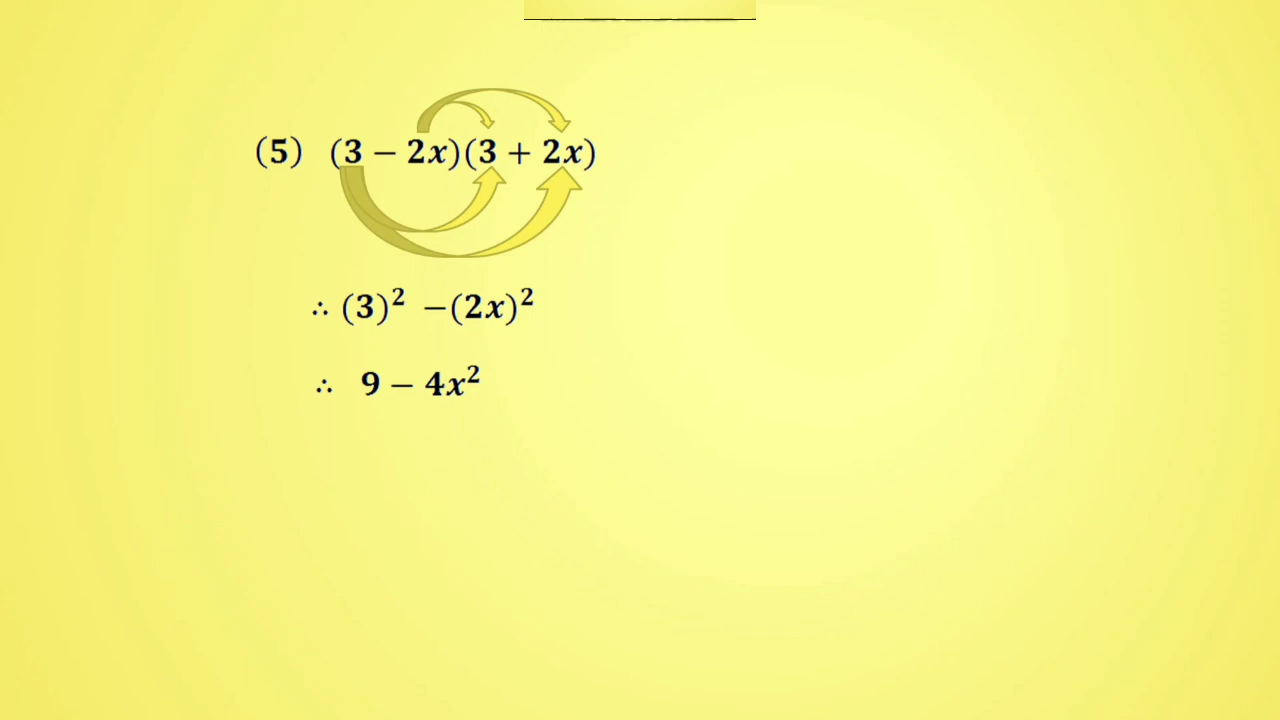 (5) (3 − 2x)(3 + 2x)
∴ (3)² −(2x)²
∴ 9 − 4x²